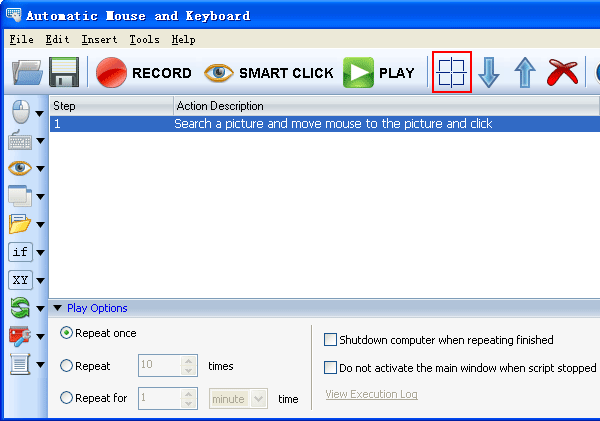 Automatic Mouse and Keyboard
File Edit Insert Tools Help
RECORD SMART CLICK PLAY
Step Action Description
1 Search a picture and move mouse to the picture and click
if
XY
Play Options
Repeat once
Shutdown computer when repeating finished
Repeat 10 times
Do not activate the main window when script stopped
Repeat for 1 minute time
View Execution Log